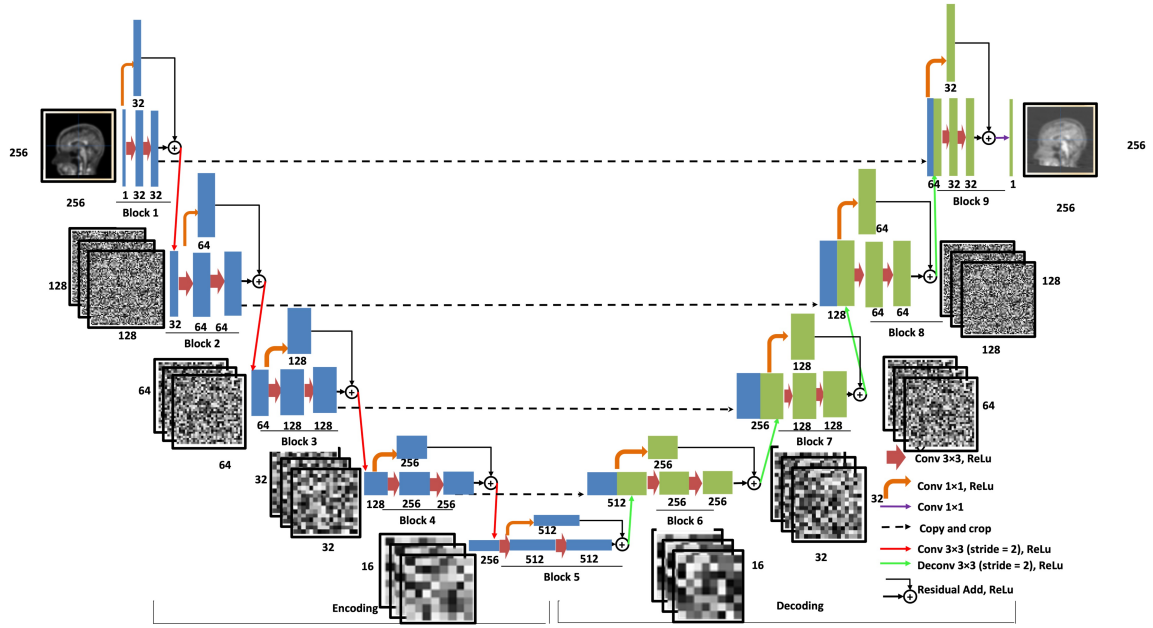 32
32
256
256
1 32 32
Block 1
64 32 32
1
Block 9
256
256
64
128
128
32 64 64
Block 2
64
128
64 64
Block 8
128
128
128
64
64
64 128 128
Block 3
128
256 128 128
Block 7
64
256
32
32
128 256 256
Block 4
256
512 256 256
Block 6
32
32
512
16
256 512 512
Block 5
16
Conv 3×3, ReLu
Conv 1×1, ReLu
Conv 1×1
Copy and crop
Conv 3×3 (stride = 2), ReLu
Deconv 3×3 (stride = 2), ReLu
Residual Add, ReLu
Encoding
Decoding